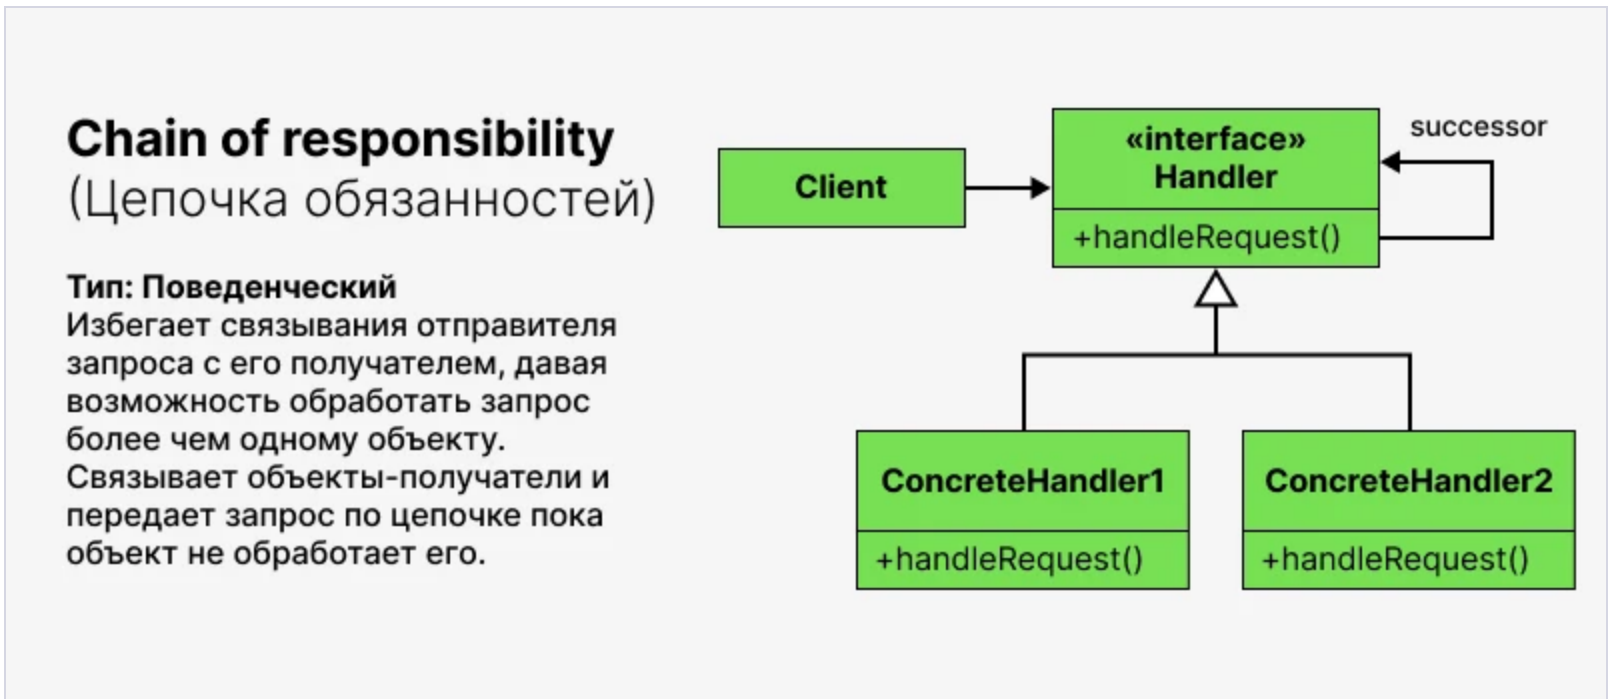 Chain of responsibility
(Цепочка обязанностей)
Тип: Поведенческий
Избегает связывания отправителя
запроса с его получателем, давая
возможность обработать запрос
более чем одному объекту.
Связывает объекты-получатели и
передает запрос по цепочке пока
объект не обработает его.
Client
«interface»
Handler
+handleRequest()
successor
ConcreteHandler1
+handleRequest()
ConcreteHandler2
+handleRequest()